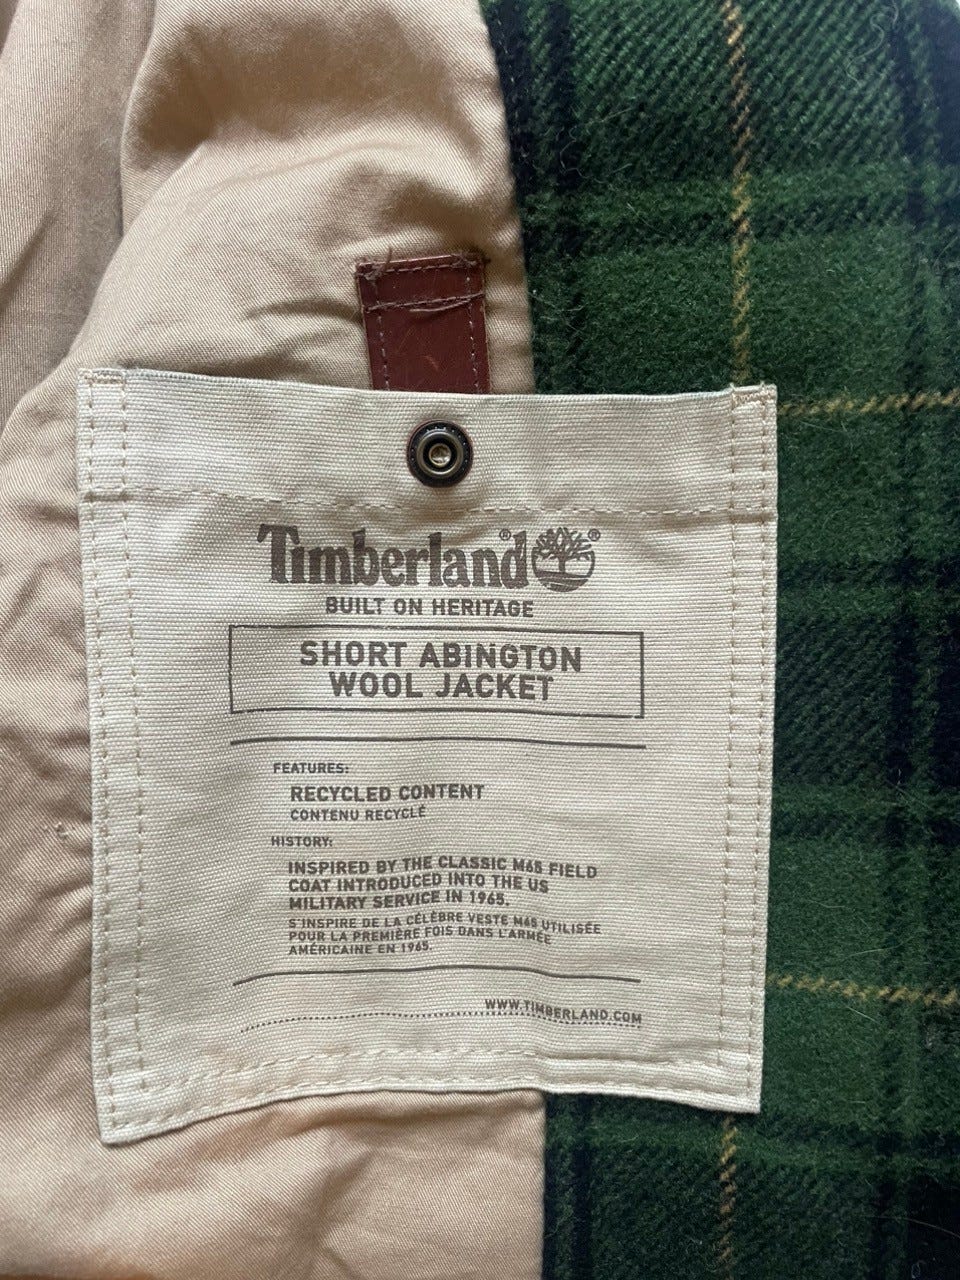 Timberland®®
BUILT ON HERITAGE
SHORT ABINGTON
WOOL JACKET
FEATURES:
RECYCLED CONTENT
CONTENU RECYCLÉ
HISTORY:
INSPIRED BY THE CLASSIC M65 FIELD
COAT INTRODUCED INTO THE US
MILITARY SERVICE IN 1965.
S'INSPIRE DE LA CÉLÈBRE VESTE M65 UTILISÉE
POUR LA PREMIÈRE FOIS DANS L'ARMÉE
AMÉRICAINE EN 1965.
WWW.TIMBERLAND.COM